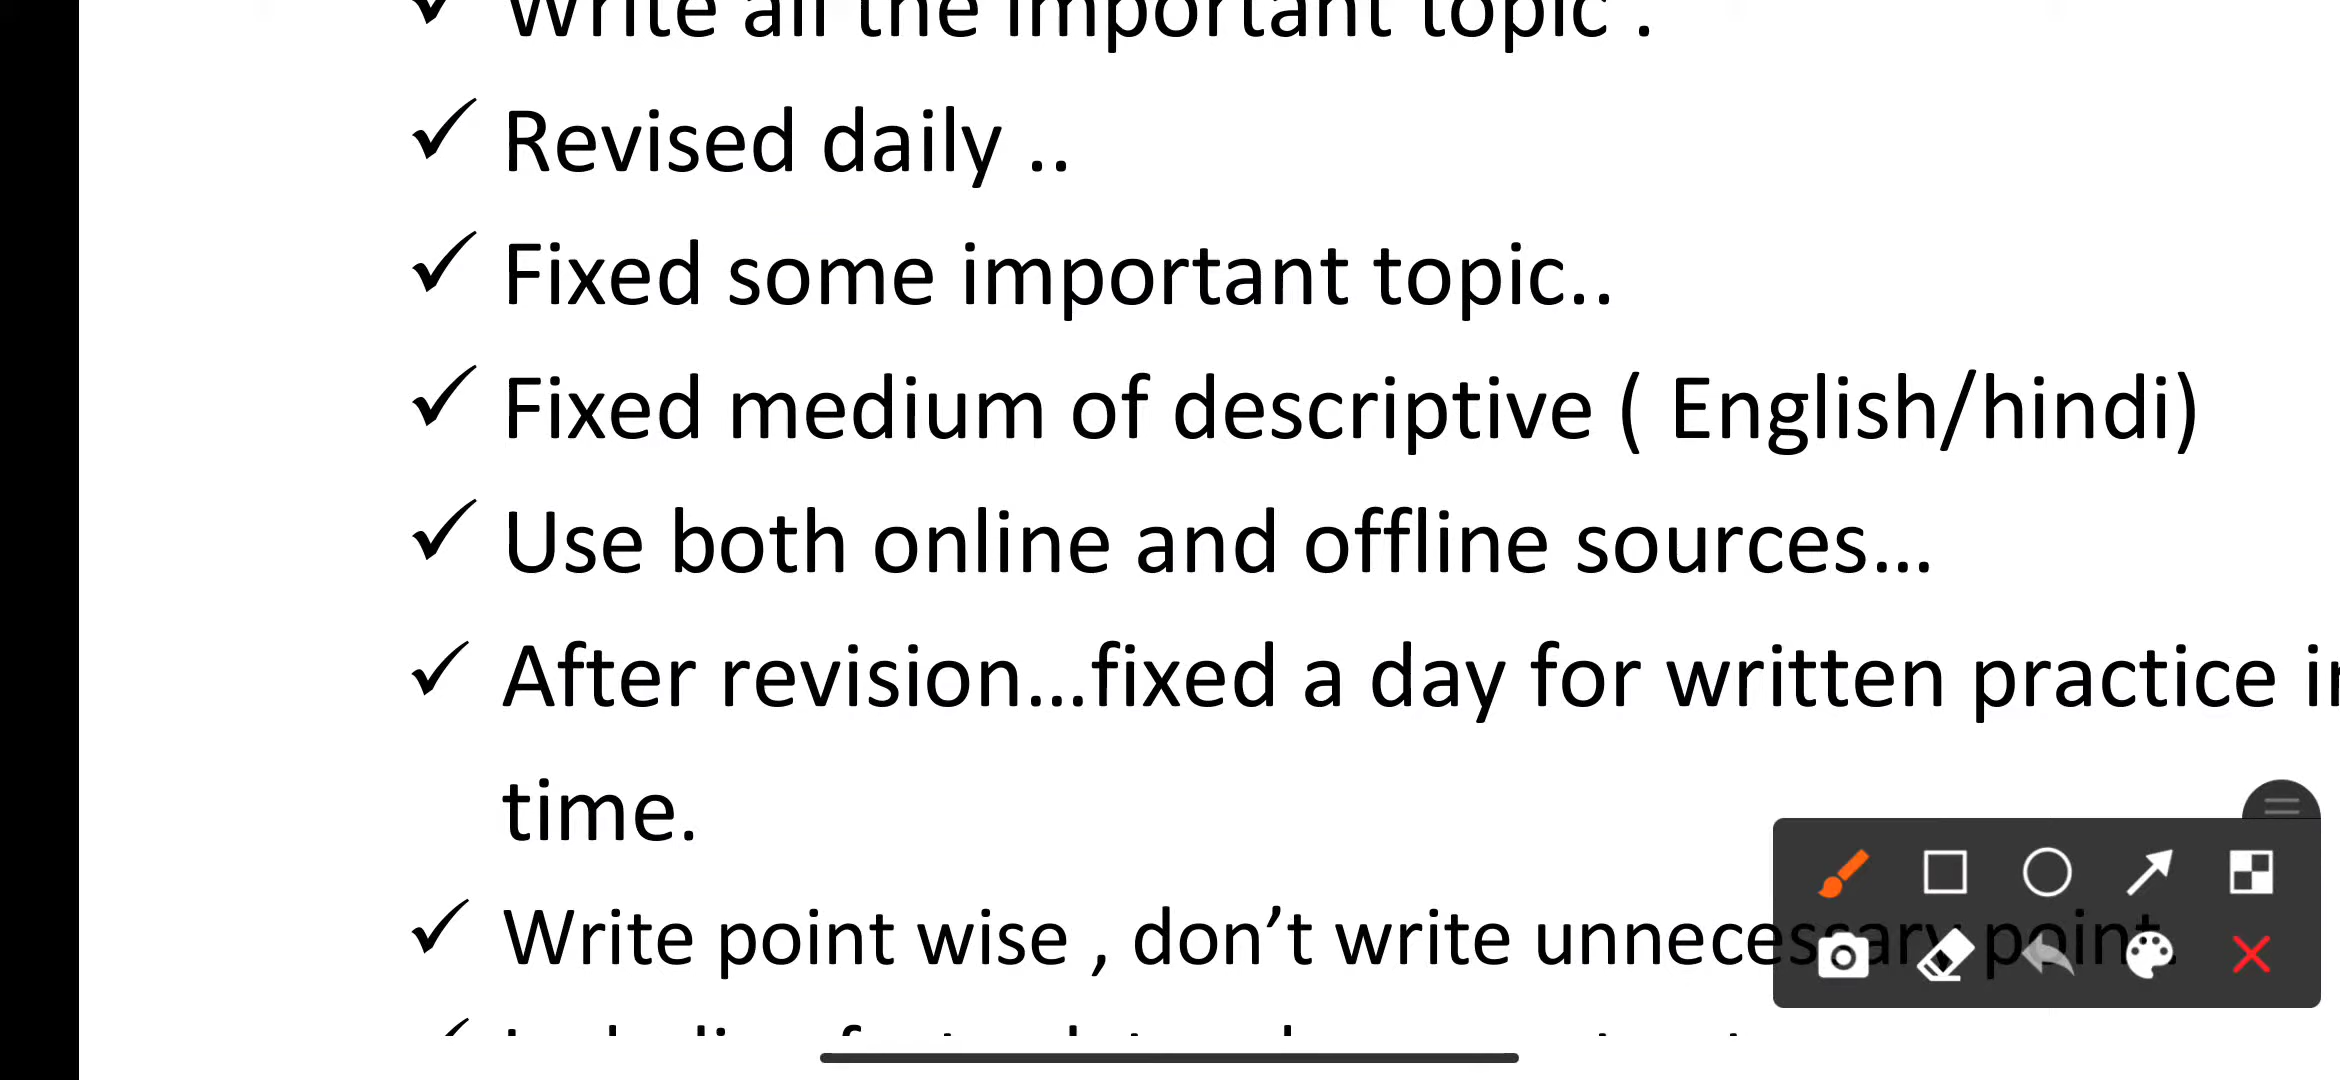 Write all the important topic .
Revised daily ..
Fixed some important topic..
Fixed medium of descriptive ( English/hindi)
Use both online and offline sources...
After revision...fixed a day for written practice
time.
Write point wise , don’t write unnecessary point.